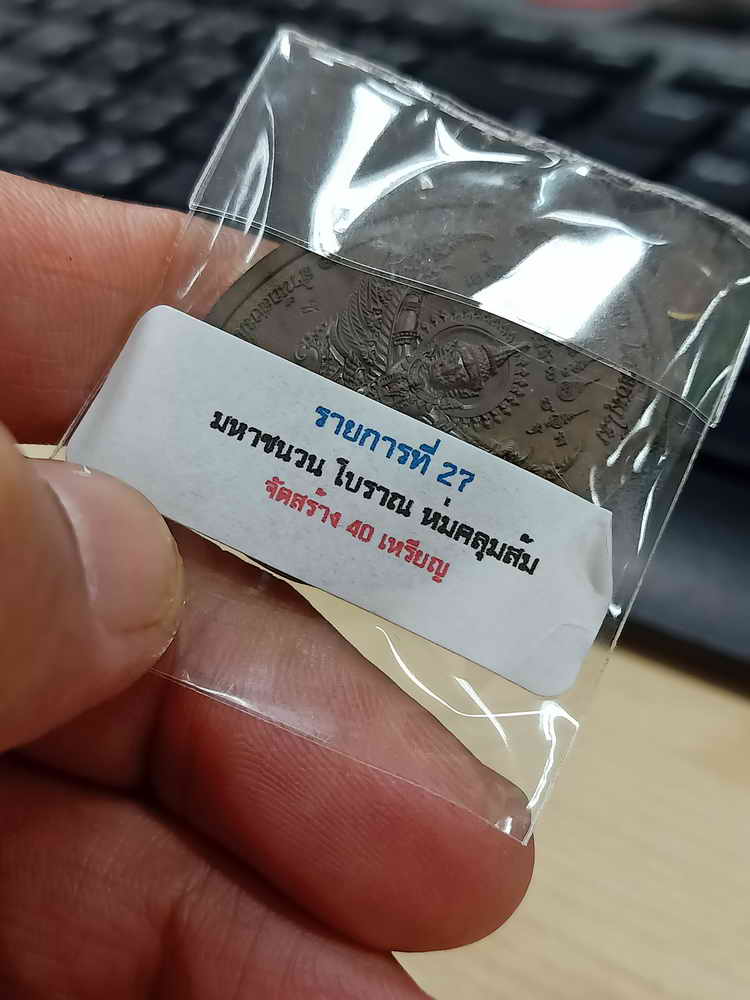 รายการที่ 27
มหาชนวน โบราณ ห่มคลุมส้ม
จัดสร้าง 40 เหรียญ